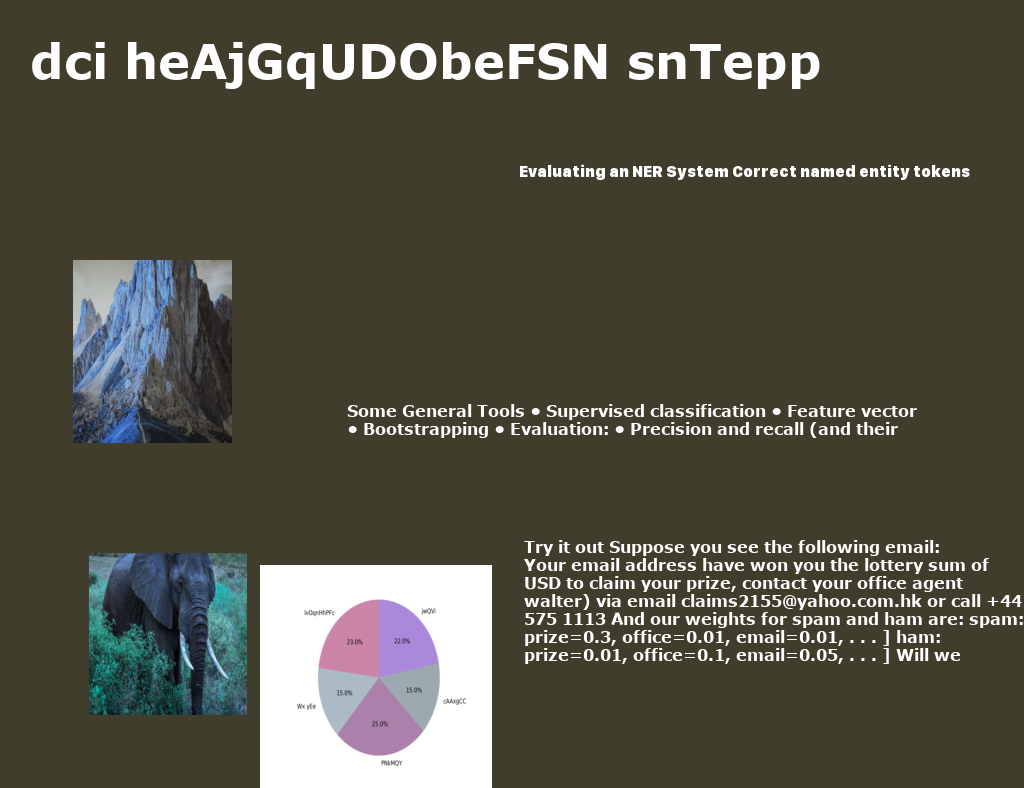 dci heAjGqUDObeFSN snTepp
Evaluating an NER System Correct named entity tokens
Some General Tools • Supervised classification • Feature vector
• Bootstrapping • Evaluation: • Precision and recall (and their
Try it out Suppose you see the following email:
Your email address have won you the lottery sum of
USD to claim your prize, contact your office agent
walter) via email claims2155@yahoo.com.hk or call +44
575 1113 And our weights for spam and ham are: spam:
prize=0.3, office=0.01, email=0.01, . . . ] ham:
prize=0.01, office=0.1, email=0.05, . . . ] Will we
lvOqnHhPFc
jwQVi
23.0%
22.0%
15.0%
15.0%
cAAxgCC
Wx yEe
25.0%
PNkMQY